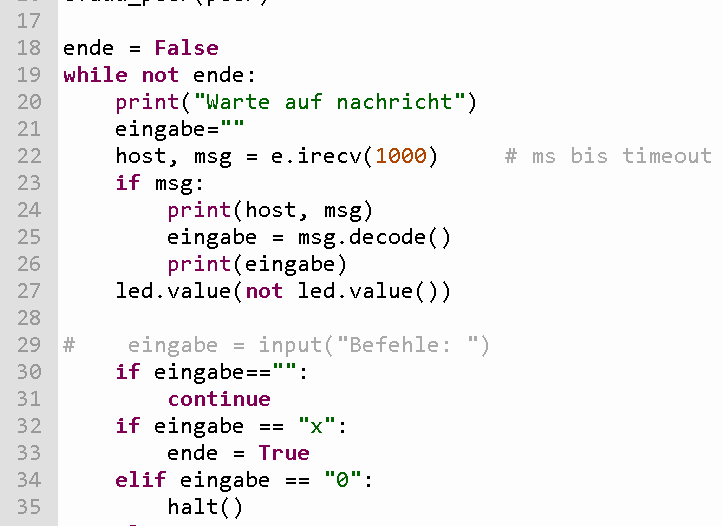 17
18 ende = False
19 while not ende:
20     print("Warte auf nachricht")
21     eingabe=""
22     host, msg = e.irecv(1000)     # ms bis timeout
23     if msg:
24         print(host, msg)
25         eingabe = msg.decode()
26         print(eingabe)
27     led.value(not led.value())
28
29 #    eingabe = input("Befehle: ")
30     if eingabe=="":
31         continue
32     if eingabe == "x":
33         ende = True
34     elif eingabe == "0":
35         halt()